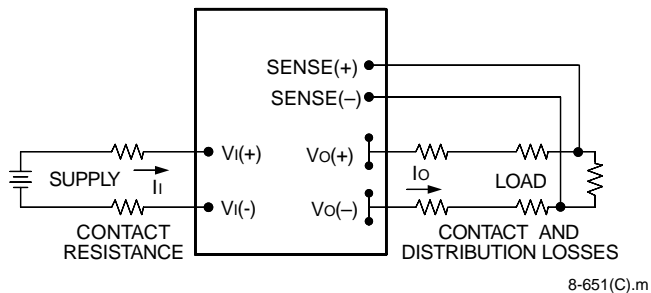 SENSE(+)
SENSE(–)
VI(+)
VO(+)
IO
SUPPLY
II
LOAD
VI(-)
VO(–)
CONTACT
RESISTANCE
CONTACT AND
DISTRIBUTION LOSSES
8-651(C).m